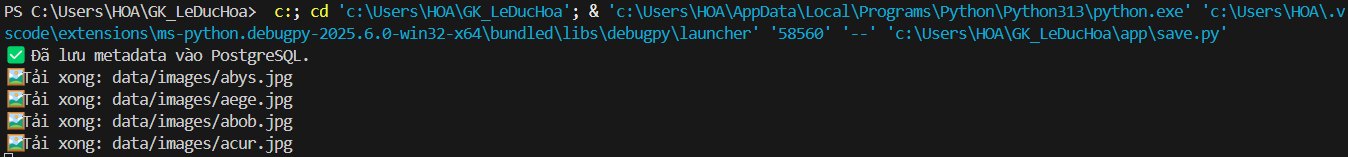 PS C:\Users\HOA\GK_LeDucHoa>  c:; cd 'c:\Users\HOA\GK_LeDucHoa'; & 'c:\Users\HOA\AppData\Local\Programs\Python\Python313\python.exe' 'c:\Users\HOA\.v
scode\extensions\ms-python.debugpy-2025.6.0-win32-x64\bundled\libs\debugpy\launcher' '58560' '--' 'c:\Users\HOA\GK_LeDucHoa\app\save.py'
✅ Đã lưu metadata vào PostgreSQL.
🖼️Tải xong: data/images/abys.jpg
🖼️Tải xong: data/images/aege.jpg
🖼️Tải xong: data/images/abob.jpg
🖼️Tải xong: data/images/acur.jpg